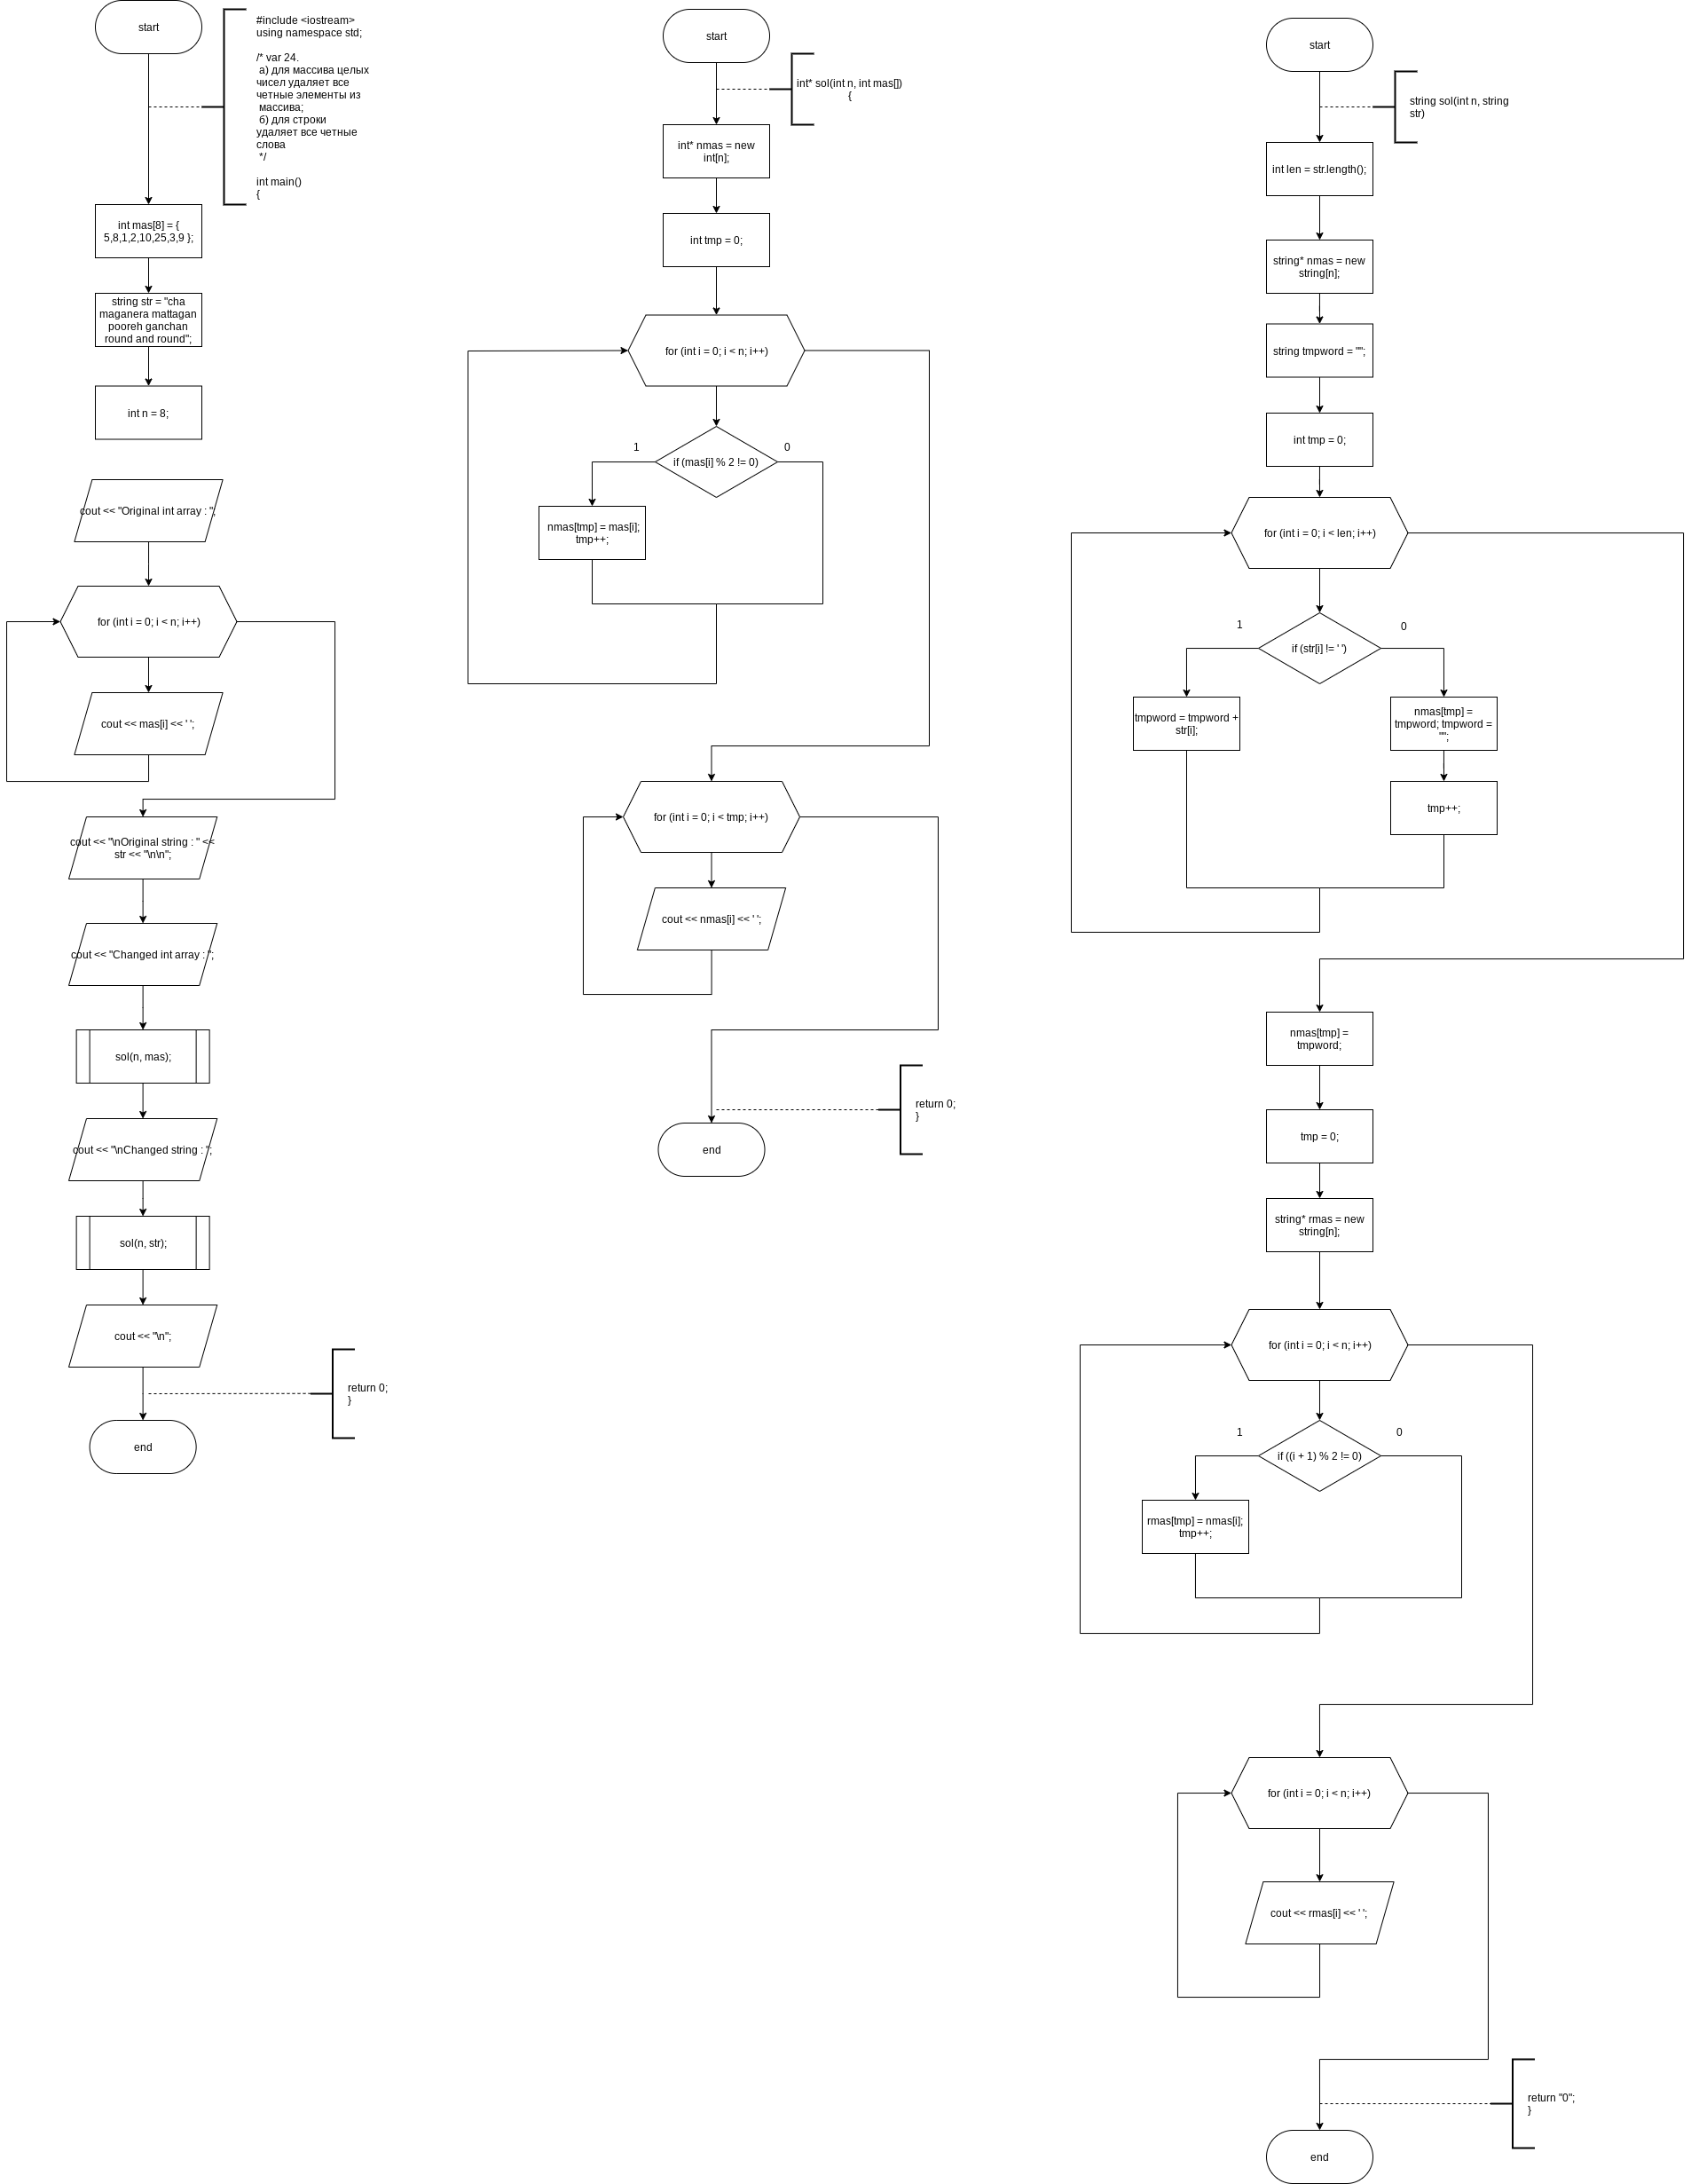 start
#include <iostream>
using namespace std;
/* var 24.
а) для массива целых
чисел удаляет все
четные элементы из
массива;
б) для строки
удаляет все четные
слова
*/
int main()
{
int mas[8] = {
5,8,1,2,10,25,3,9 };
string str = "cha
maganera mattagan
pooreh ganchan
round and round";
int n = 8;
cout << "Original int array : ";
for (int i = 0; i < n; i++)
cout << mas[i] << ' ';
cout << "\nOriginal string : " <<
str << "\n\n";
cout << "Changed int array : ";
sol(n, mas);
cout << "\nChanged string : ";
sol(n, str);
cout << "\n";
return 0;
}
end
start
int* sol(int n, int mas[])
{
int* nmas = new
int[n];
int tmp = 0;
for (int i = 0; i < n; i++)
if (mas[i] % 2 != 0)
1
0
nmas[tmp] = mas[i];
tmp++;
for (int i = 0; i < tmp; i++)
cout << nmas[i] << ' ';
return 0;
}
end
start
string sol(int n, string
str)
int len = str.length();
string* nmas = new
string[n];
string tmpword = "";
int tmp = 0;
for (int i = 0; i < len; i++)
if (str[i] != ' ')
1
0
tmpword = tmpword +
str[i];
nmas[tmp] =
tmpword; tmpword =
"";
tmp++;
nmas[tmp] =
tmpword;
tmp = 0;
string* rmas = new
string[n];
for (int i = 0; i < n; i++)
if ((i + 1) % 2 != 0)
1
0
rmas[tmp] = nmas[i];
tmp++;
for (int i = 0; i < n; i++)
cout << rmas[i] << ' ';
return "0";
}
end